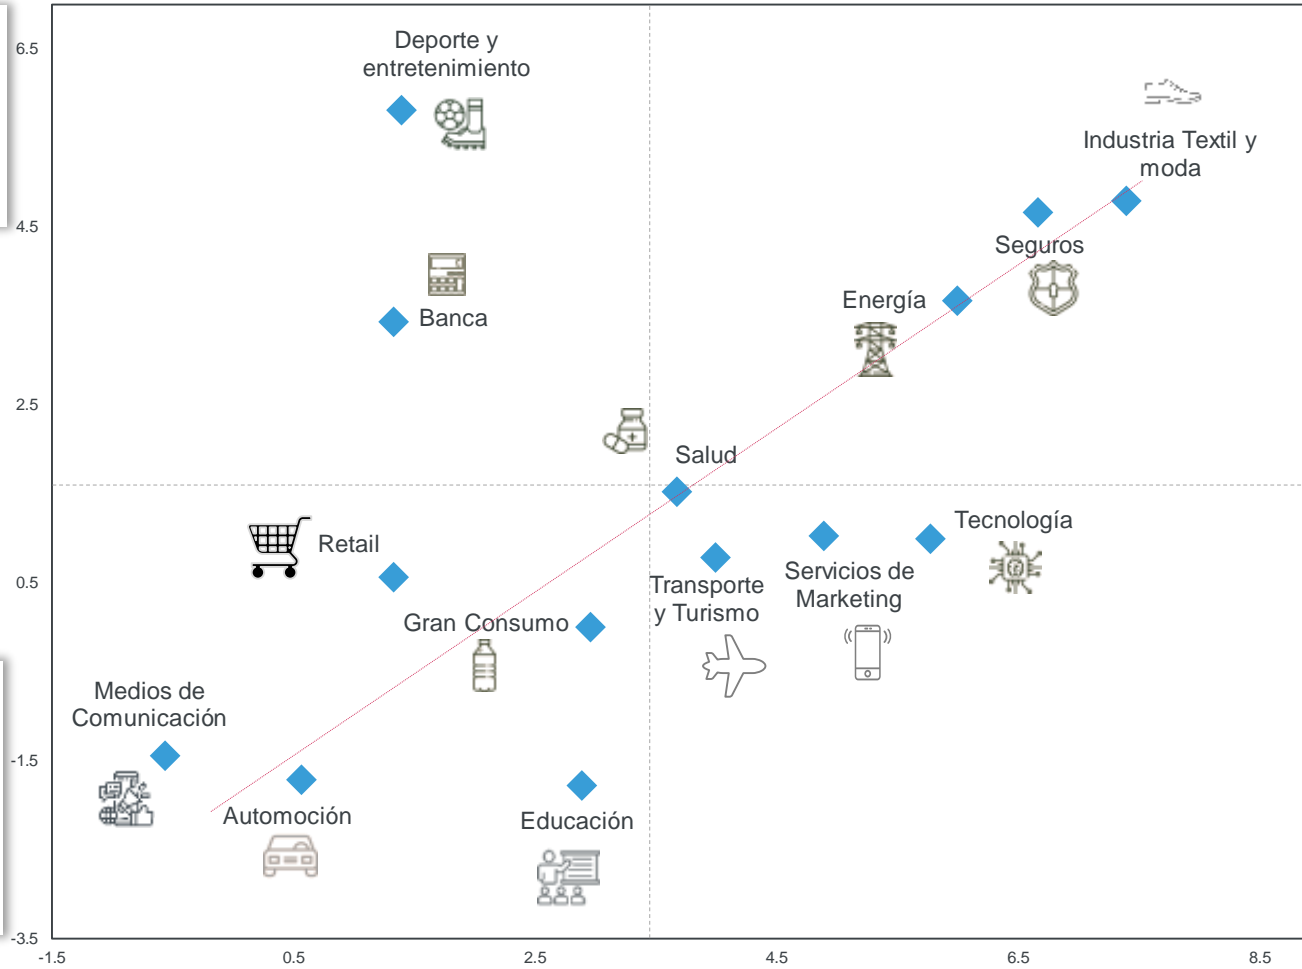 6.5
4.5
2.5
0.5
-1.5
-3.5
-1.5
0.5
2.5
4.5
6.5
8.5
Deporte y
entretenimiento
Industria Textil y
moda
Seguros
Energía
Banca
Salud
Tecnología
Retail
Servicios de
Marketing
Transporte
y Turismo
Gran Consumo
Medios de
Comunicación
Automoción
Educación